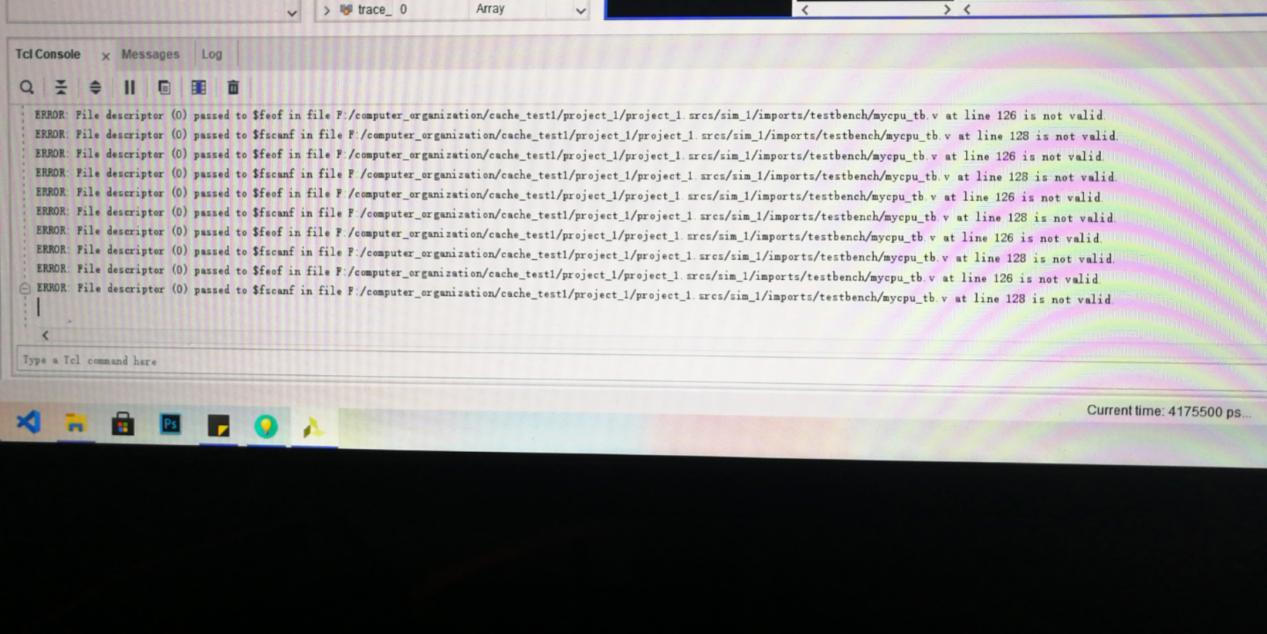 trace_ 0 Array
Tcl Console × Messages Log
ERROR: File descriptor (0) passed to $feof in file F:/computer_organization/cache_test1/project_1/project_1.srcs/sim_1/imports/testbench/mycpu_tb.v at line 126 is not valid.
ERROR: File descriptor (0) passed to $fscanf in file F:/computer_organization/cache_test1/project_1/project_1.srcs/sim_1/imports/testbench/mycpu_tb.v at line 128 is not valid.
ERROR: File descriptor (0) passed to $feof in file F:/computer_organization/cache_test1/project_1/project_1.srcs/sim_1/imports/testbench/mycpu_tb.v at line 126 is not valid.
ERROR: File descriptor (0) passed to $fscanf in file F:/computer_organization/cache_test1/project_1/project_1.srcs/sim_1/imports/testbench/mycpu_tb.v at line 128 is not valid.
ERROR: File descriptor (0) passed to $feof in file F:/computer_organization/cache_test1/project_1/project_1.srcs/sim_1/imports/testbench/mycpu_tb.v at line 126 is not valid.
ERROR: File descriptor (0) passed to $fscanf in file F:/computer_organization/cache_test1/project_1/project_1.srcs/sim_1/imports/testbench/mycpu_tb.v at line 128 is not valid.
ERROR: File descriptor (0) passed to $feof in file F:/computer_organization/cache_test1/project_1/project_1.srcs/sim_1/imports/testbench/mycpu_tb.v at line 126 is not valid.
ERROR: File descriptor (0) passed to $fscanf in file F:/computer_organization/cache_test1/project_1/project_1.srcs/sim_1/imports/testbench/mycpu_tb.v at line 128 is not valid.
ERROR: File descriptor (0) passed to $feof in file F:/computer_organization/cache_test1/project_1/project_1.srcs/sim_1/imports/testbench/mycpu_tb.v at line 126 is not valid.
ERROR: File descriptor (0) passed to $fscanf in file F:/computer_organization/cache_test1/project_1/project_1.srcs/sim_1/imports/testbench/mycpu_tb.v at line 128 is not valid.
Type a Tcl command here
Current time: 4175500 ps...
Ps